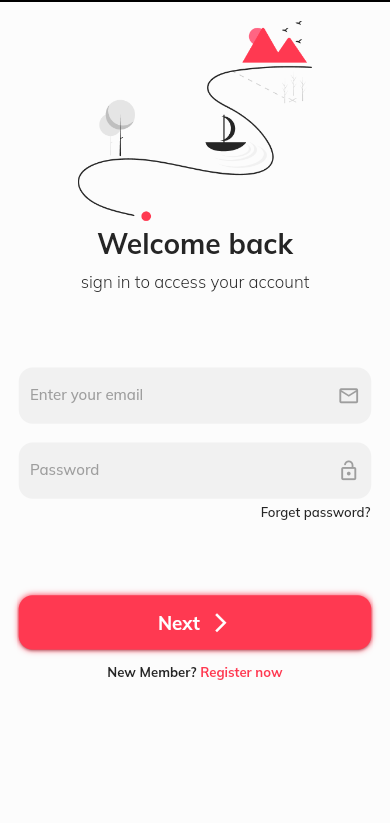 Welcome back
sign in to access your account
Enter your email
Password
Forget password?
Next
New Member? Register now